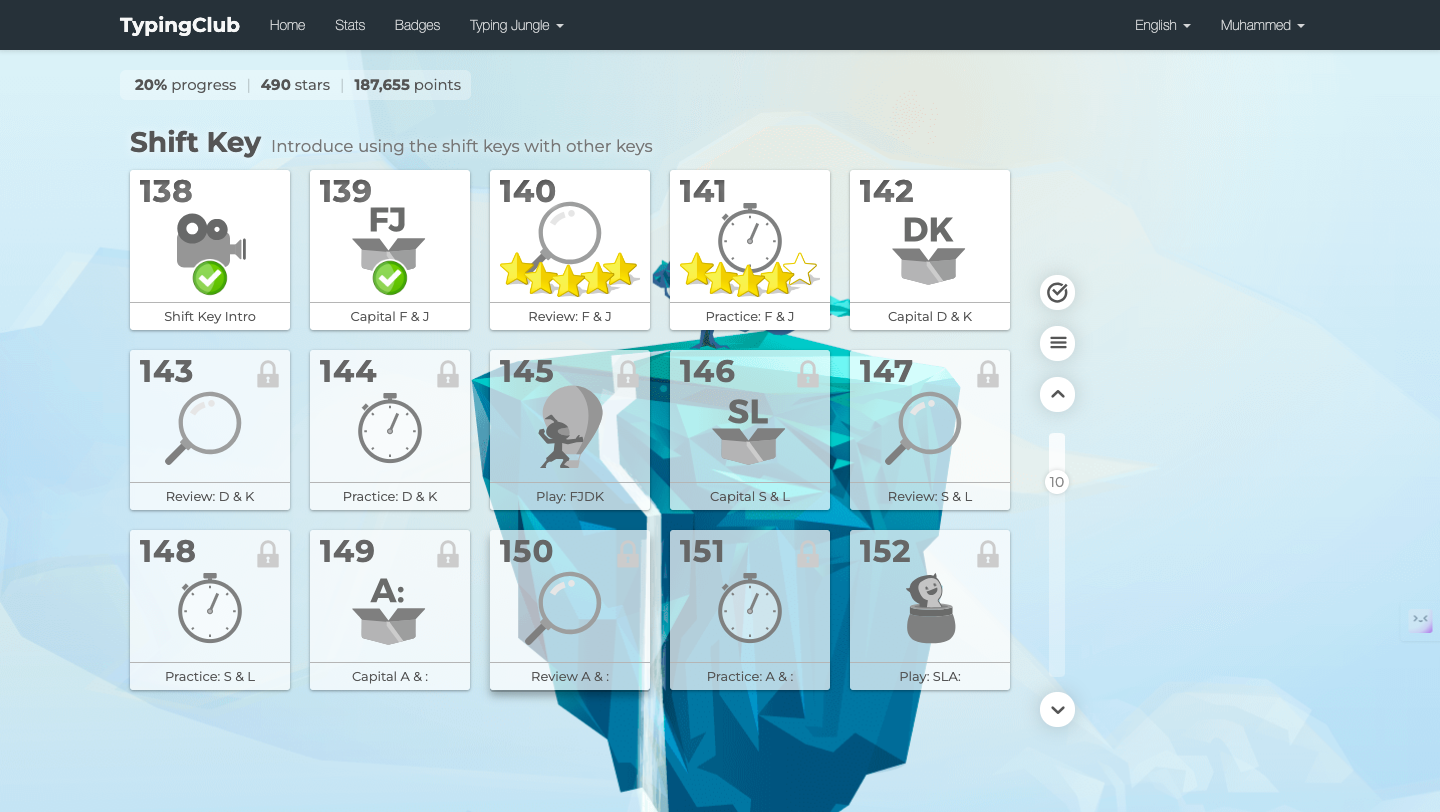 TypingClub Home Stats Badges Typing Jungle English Muhammed
20% progress | 490 stars | 187,655 points
Shift Key Introduce using the shift keys with other keys
138 139 140 141 142
FJ DK
Shift Key Intro Capital F & J Review: F & J Practice: F & J Capital D & K
143 144 145 146 147
SL
10
Review: D & K Practice: D & K Play: FJDK Capital S & L Review: S & L
148 149 150 151 152
A:
Practice: S & L Capital A & : Review A & : Practice: A & : Play: SLA: